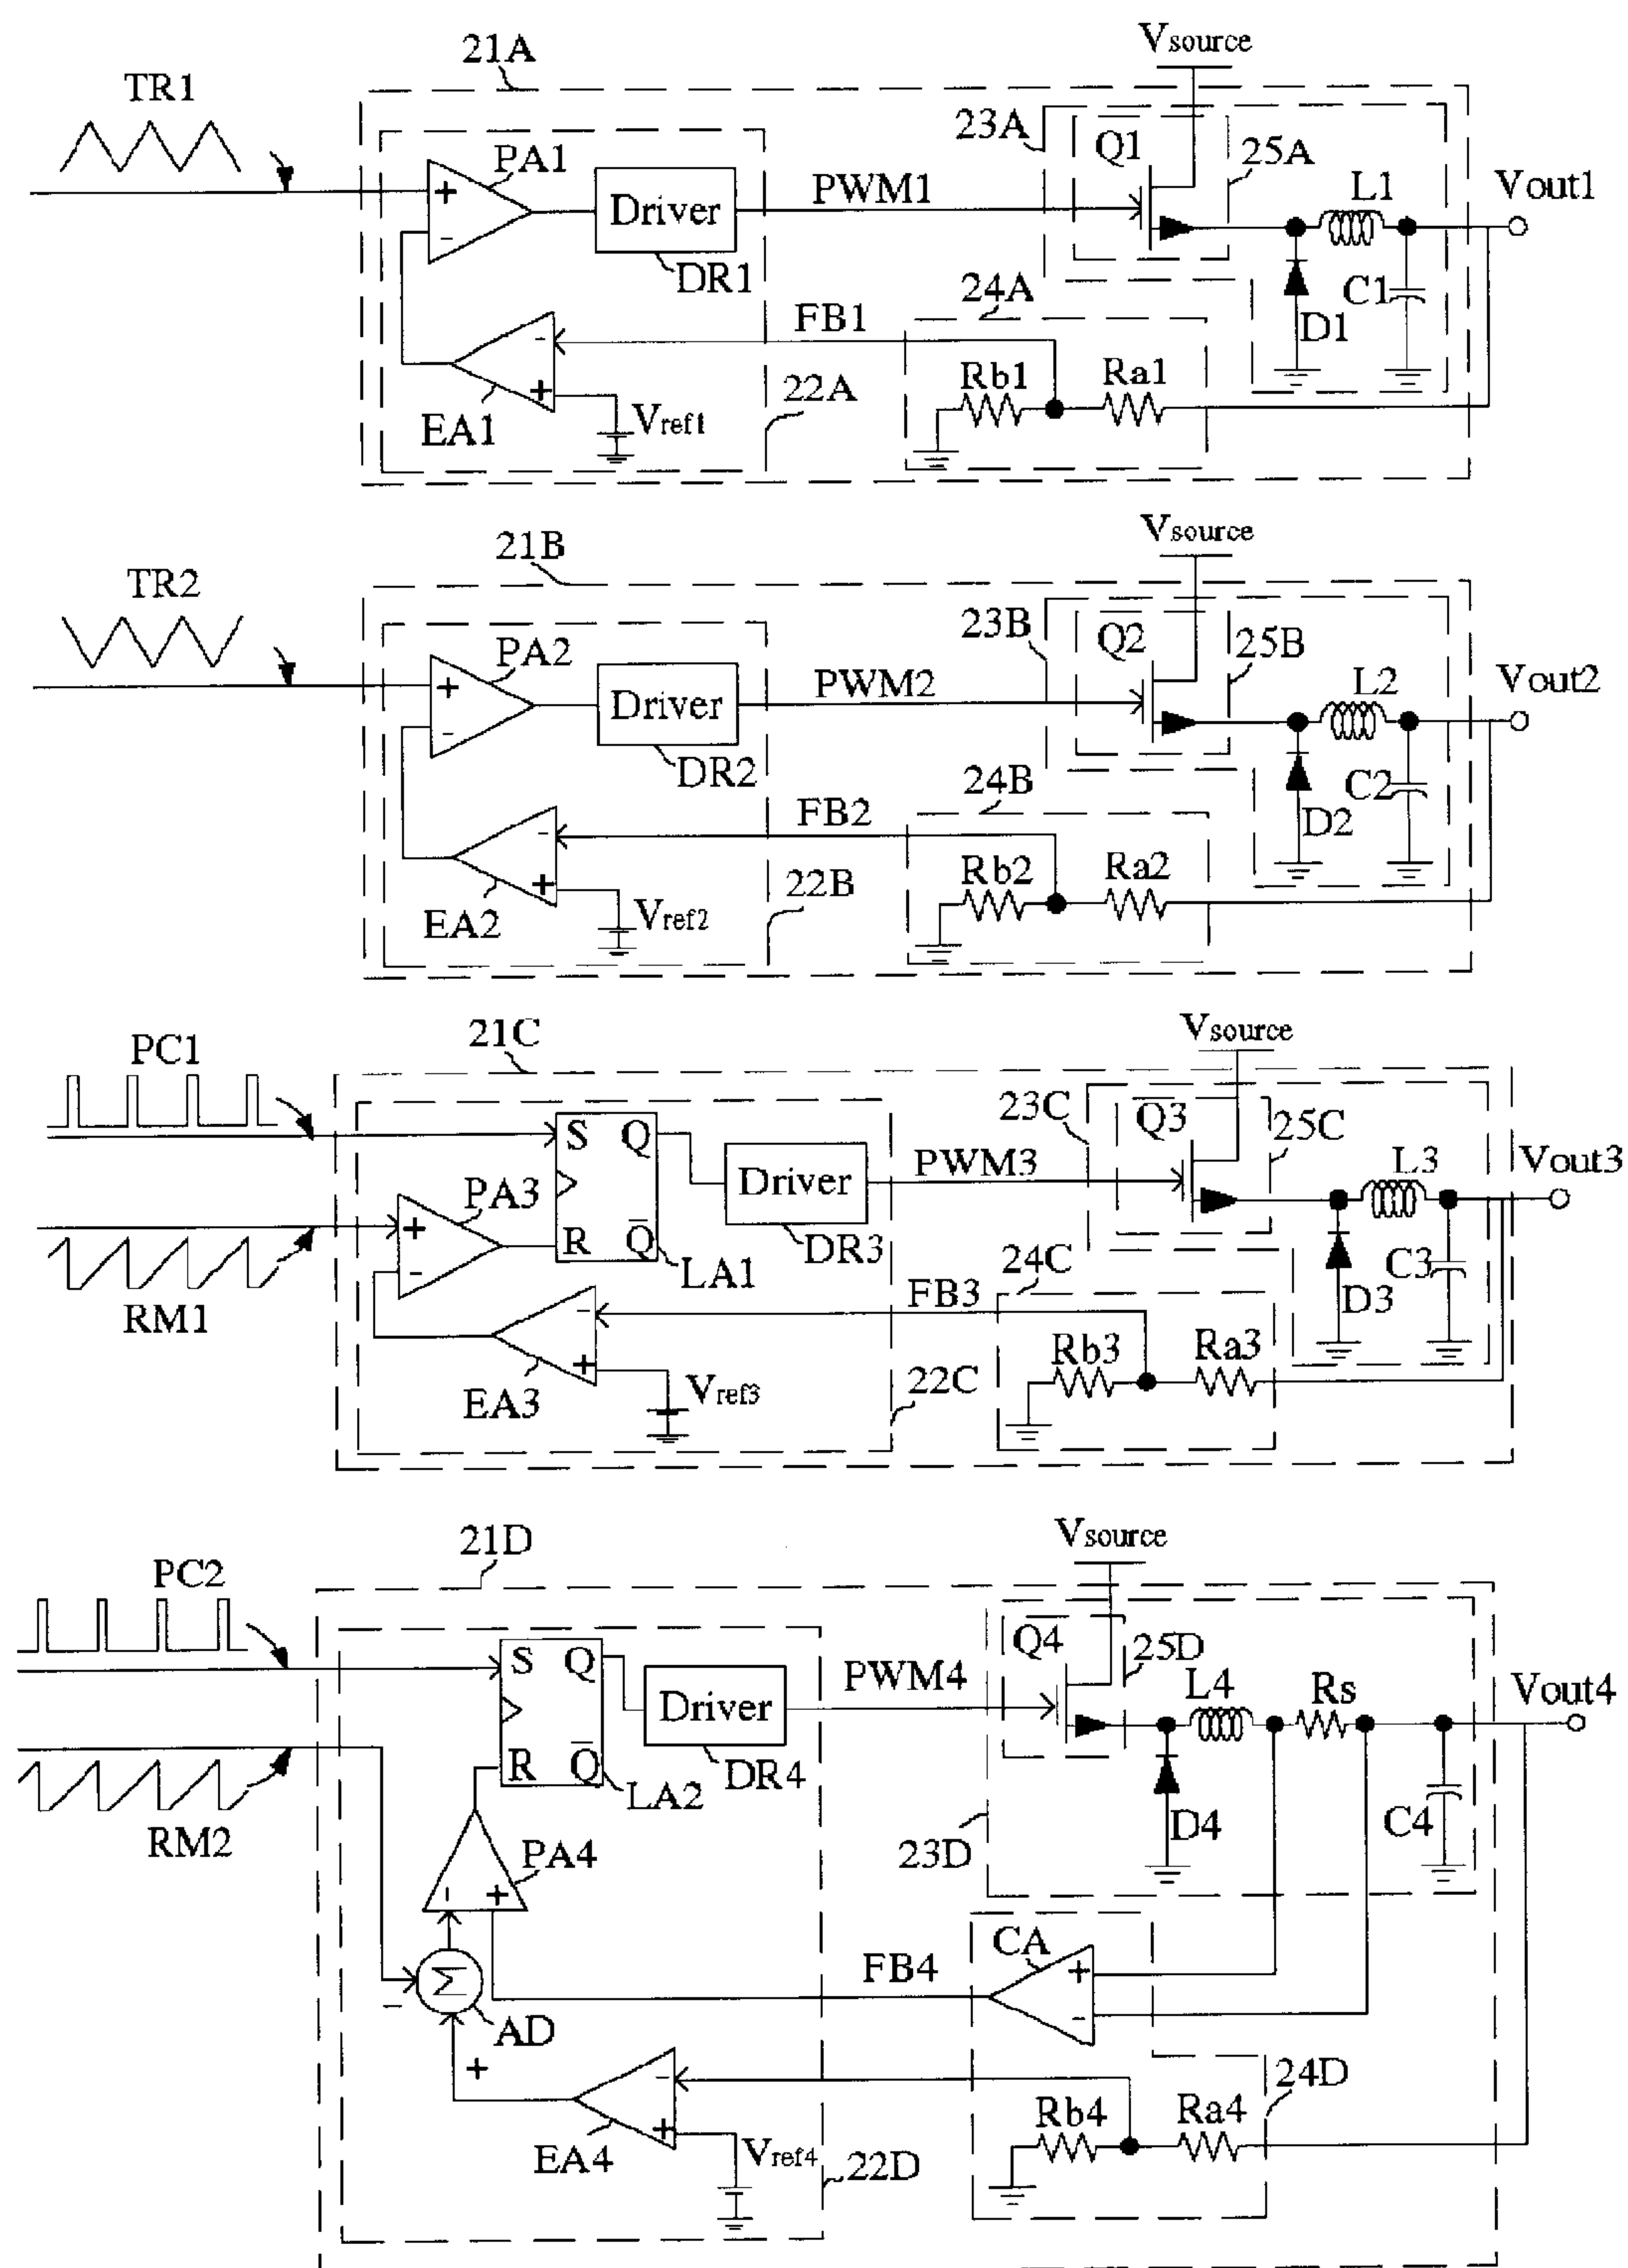 Vsource
21A
TR1
23A
Q1
25A
PA1
+
-
Driver
PWM1
L1
Vout1
DR1
24A
C1
D1
FB1
-
+
Rb1
Ra1
22A
EA1
Vref1
Vsource
21B
TR2
23B
Q2
25B
PA2
+
-
Driver
PWM2
L2
Vout2
DR2
24B
C2
D2
FB2
-
+
Rb2
Ra2
22B
EA2
Vref2
Vsource
21C
PC1
23C
Q3
25C
S
Q
PWM3
L3
Vout3
Driver
PA3
+
-
R
Q̅
DR3
LA1
24C
C3
D3
RM1
FB3
-
+
Rb3
Ra3
22C
EA3
Vref3
Vsource
21D
PC2
Q4
25D
S
Q
PWM4
L4
Rs
Vout4
Driver
R
Q̅
DR4
LA2
D4
C4
RM2
23D
PA4
-
+
CA
+
-
FB4
Σ
-
AD
+
24D
-
+
Rb4
Ra4
EA4
Vref4
22D